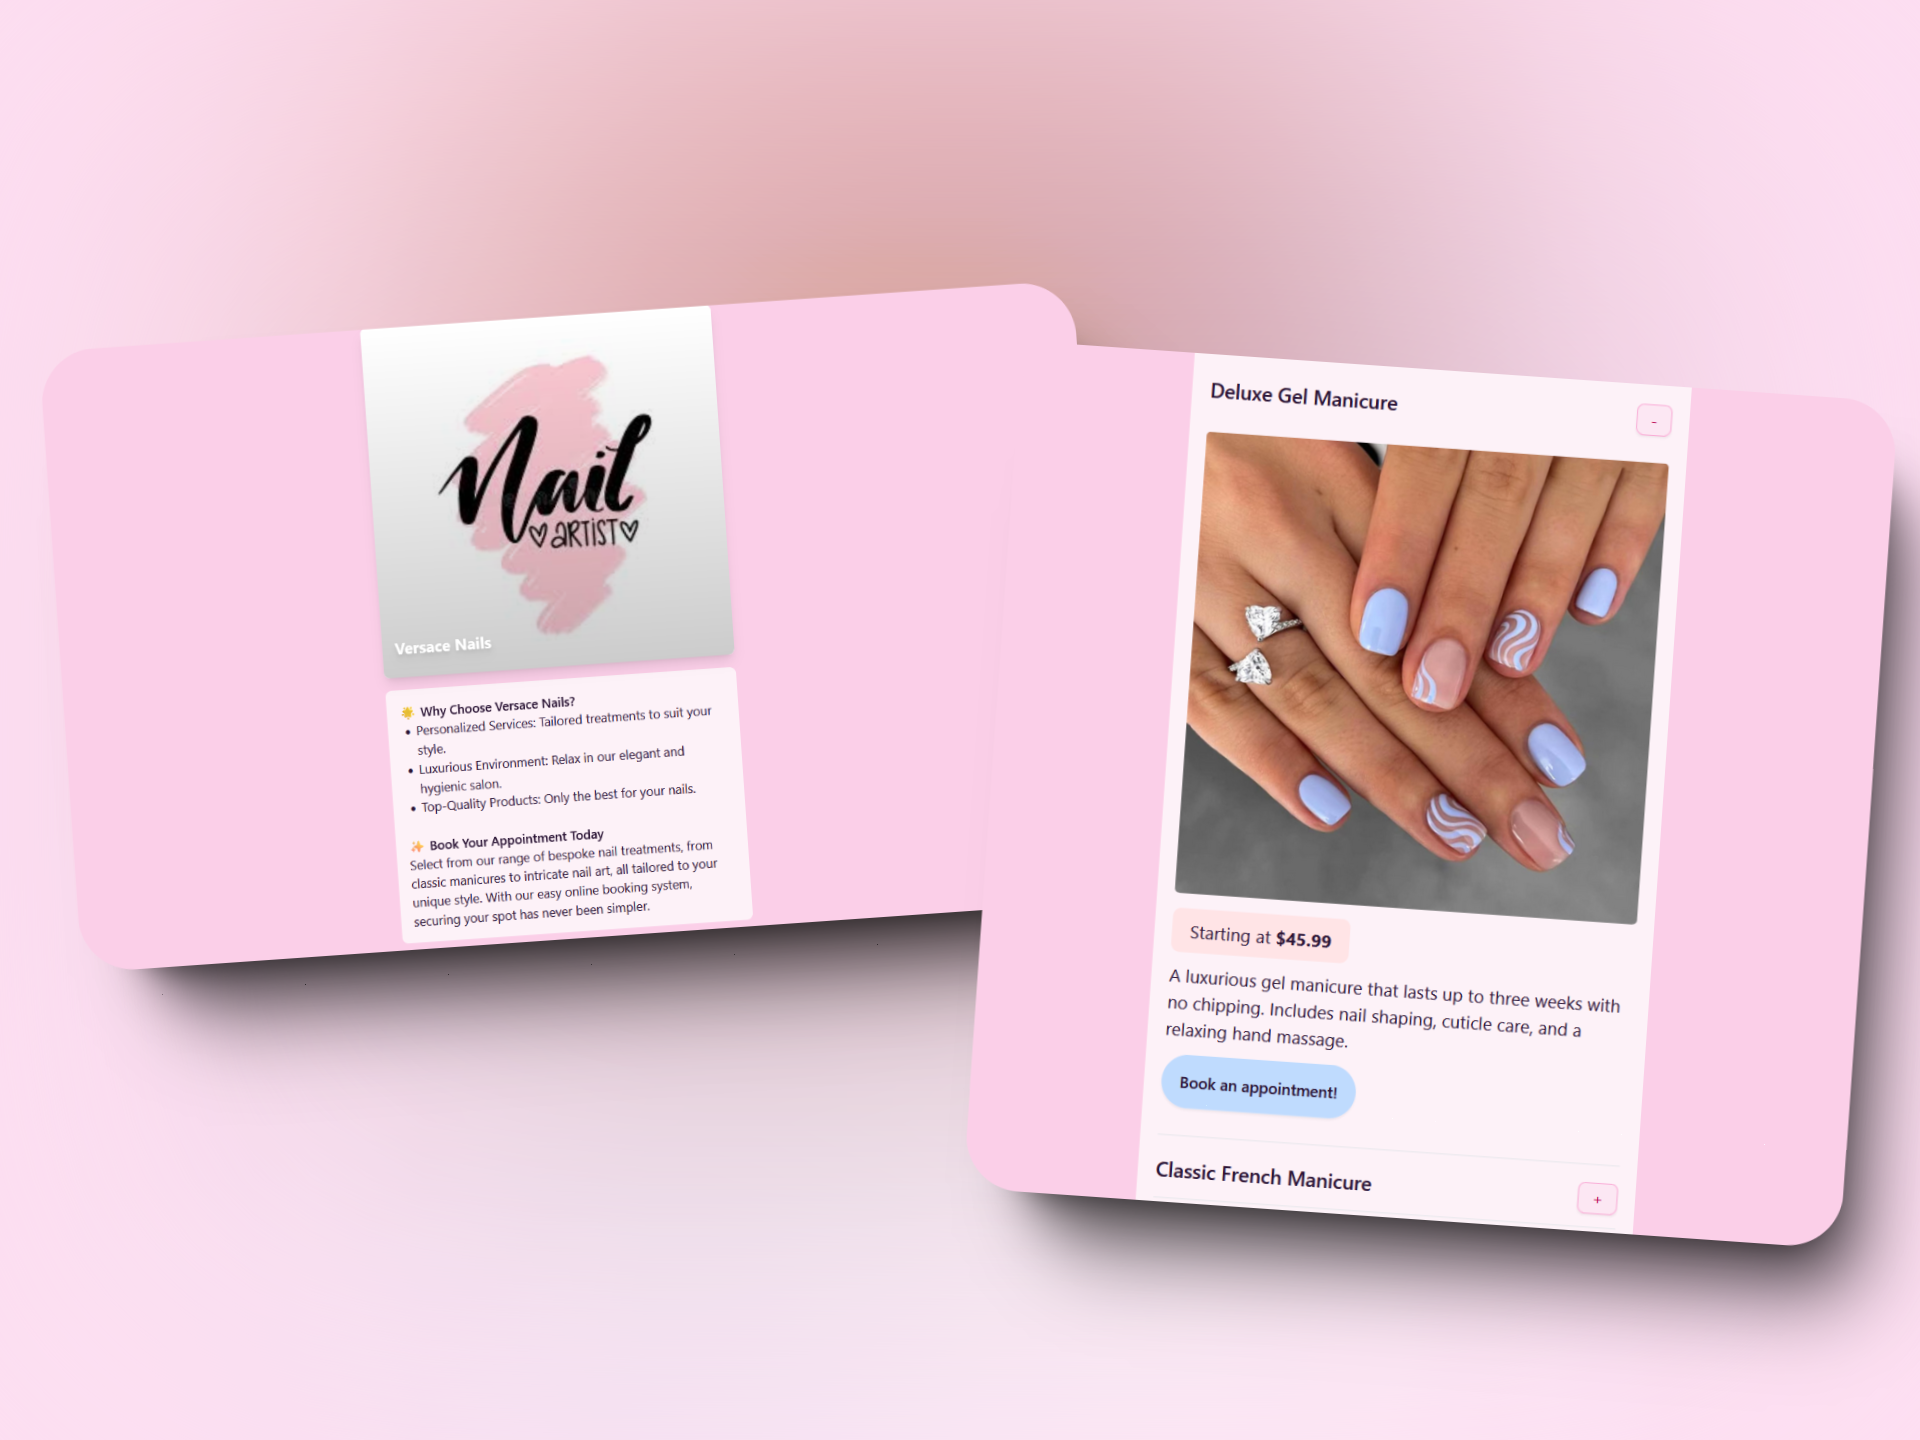 Nail
♡ARTIST♡
Versace Nails
🌟 Why Choose Versace Nails?
• Personalized Services: Tailored treatments to suit your
style.
• Luxurious Environment: Relax in our elegant and
hygienic salon.
• Top-Quality Products: Only the best for your nails.
✨ Book Your Appointment Today
Select from our range of bespoke nail treatments, from
classic manicures to intricate nail art, all tailored to your
unique style. With our easy online booking system,
securing your spot has never been simpler.
Deluxe Gel Manicure
-
Starting at $45.99
A luxurious gel manicure that lasts up to three weeks with
no chipping. Includes nail shaping, cuticle care, and a
relaxing hand massage.
Book an appointment!
Classic French Manicure
+